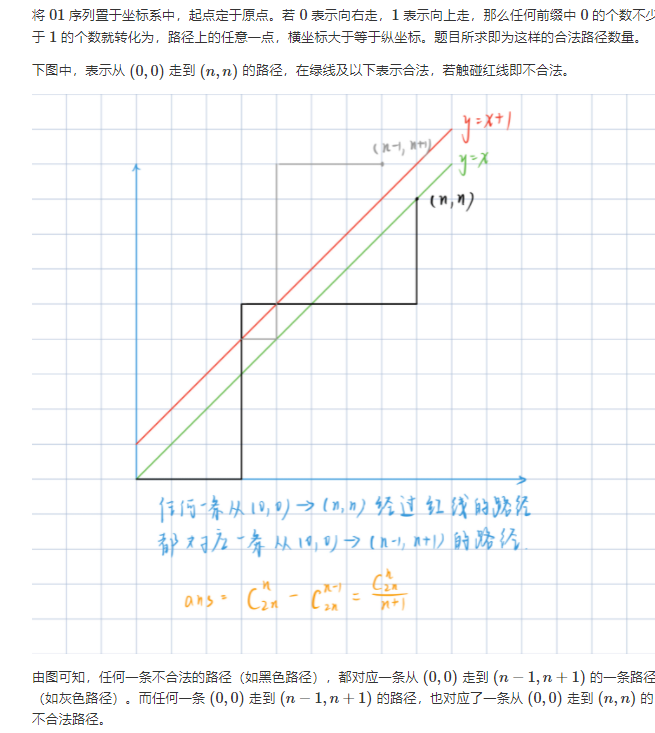 将 01 序列置于坐标系中，起点定于原点。若 0 表示向右走，1 表示向上走，那么任何前缀中 0 的个数不少
于 1 的个数就转化为，路径上的任意一点，横坐标大于等于纵坐标。题目所求即为这样的合法路径数量。
下图中，表示从 (0, 0) 走到 (n, n) 的路径，在绿线及以下表示合法，若触碰红线即不合法。
y=x+1
(n-1, n+1)
y=x
(n,n)
任何一条从(0,0)→(n,n)经过红线的路径
都对应一条从(0,0)→(n-1,n+1)的路径.
ans = C_{2n}^{n} - C_{2n}^{n-1} = \frac{C_{2n}^{n}}{n+1}
由图可知，任何一条不合法的路径（如黑色路径），都对应一条从 (0, 0) 走到 (n − 1, n + 1) 的一条路径
（如灰色路径）。而任何一条 (0, 0) 走到 (n − 1, n + 1) 的路径，也对应了一条从 (0, 0) 走到 (n, n) 的
不合法路径。